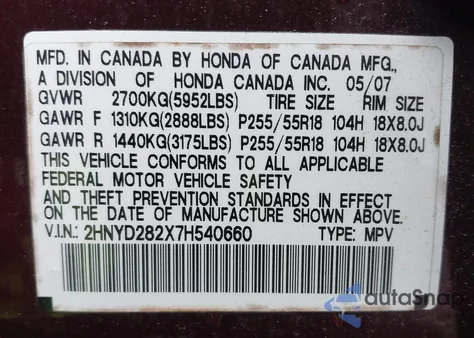 MFD. IN CANADA BY HONDA OF CANADA MFG.,
A DIVISION OF HONDA CANADA INC. 05/07
GVWR 2700KG(5952LBS) TIRE SIZE RIM SIZE
GAWR F 1310KG(2888LBS) P255/55R18 104H 18X8.0J
GAWR R 1440KG(3175LBS) P255/55R18 104H 18X8.0J
THIS VEHICLE CONFORMS TO ALL APPLICABLE
FEDERAL MOTOR VEHICLE SAFETY
AND THEFT PREVENTION STANDARDS IN EFFECT
ON THE DATE OF MANUFACTURE SHOWN ABOVE.
V.I.N.: 2HNYD282X7H540660 TYPE: MPV
autaSnap